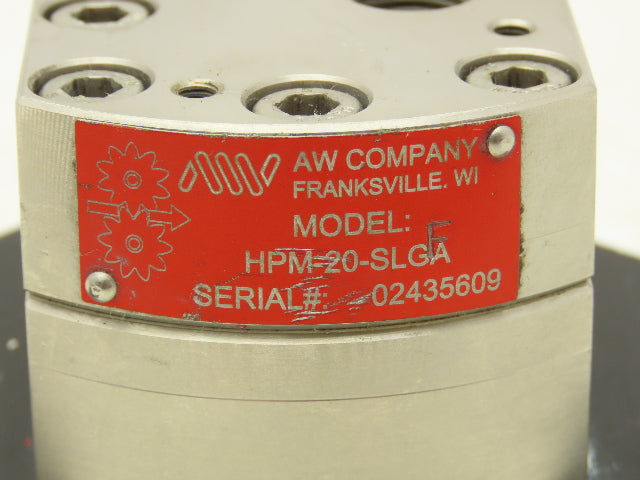 AW COMPANY
FRANKSVILLE. WI
MODEL:
F
HPM-20-SLGA
SERIAL#: 02435609